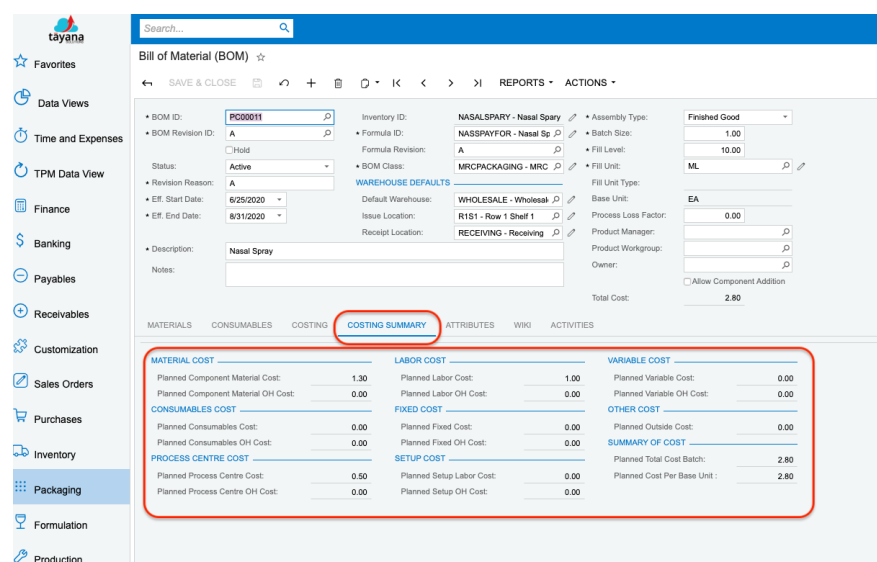 tayana
Search...
Favorites
Data Views
Time and Expenses
TPM Data View
Finance
Banking
Payables
Receivables
Customization
Sales Orders
Purchases
Inventory
Packaging
Formulation
Production
Bill of Material (BOM)
SAVE & CLOSE REPORTS ACTIONS
BOM ID: PC00011 Inventory ID: NASALSPARY - Nasal Spary Assembly Type: Finished Good
BOM Revision ID: A Formula ID: NASSPAYFOR - Nasal Sp Batch Size: 1.00
Hold Formula Revision: A Fill Level: 10.00
Status: Active BOM Class: MRCPACKAGING - MRC Fill Unit: ML
Revision Reason: A WAREHOUSE DEFAULTS Fill Unit Type:
Eff. Start Date: 6/25/2020 Default Warehouse: WHOLESALE - Wholesal Base Unit: EA
Eff. End Date: 8/31/2020 Issue Location: R1S1 - Row 1 Shelf 1 Process Loss Factor: 0.00
Receipt Location: RECEIVING - Receiving Product Manager:
Description: Nasal Spray Product Workgroup:
Notes: Owner:
Allow Component Addition
Total Cost: 2.80
MATERIALS CONSUMABLES COSTING COSTING SUMMARY ATTRIBUTES WIKI ACTIVITIES
MATERIAL COST LABOR COST VARIABLE COST
Planned Component Material Cost: 1.30 Planned Labor Cost: 1.00 Planned Variable Cost: 0.00
Planned Component Material OH Cost: 0.00 Planned Labor OH Cost: 0.00 Planned Variable OH Cost: 0.00
CONSUMABLES COST FIXED COST OTHER COST
Planned Consumables Cost: 0.00 Planned Fixed Cost: 0.00 Planned Outside Cost: 0.00
Planned Consumables OH Cost: 0.00 Planned Fixed OH Cost: 0.00 SUMMARY OF COST
PROCESS CENTRE COST SETUP COST Planned Total Cost Batch: 2.80
Planned Process Centre Cost: 0.50 Planned Setup Labor Cost: 0.00 Planned Cost Per Base Unit : 2.80
Planned Process Centre OH Cost: 0.00 Planned Setup OH Cost: 0.00